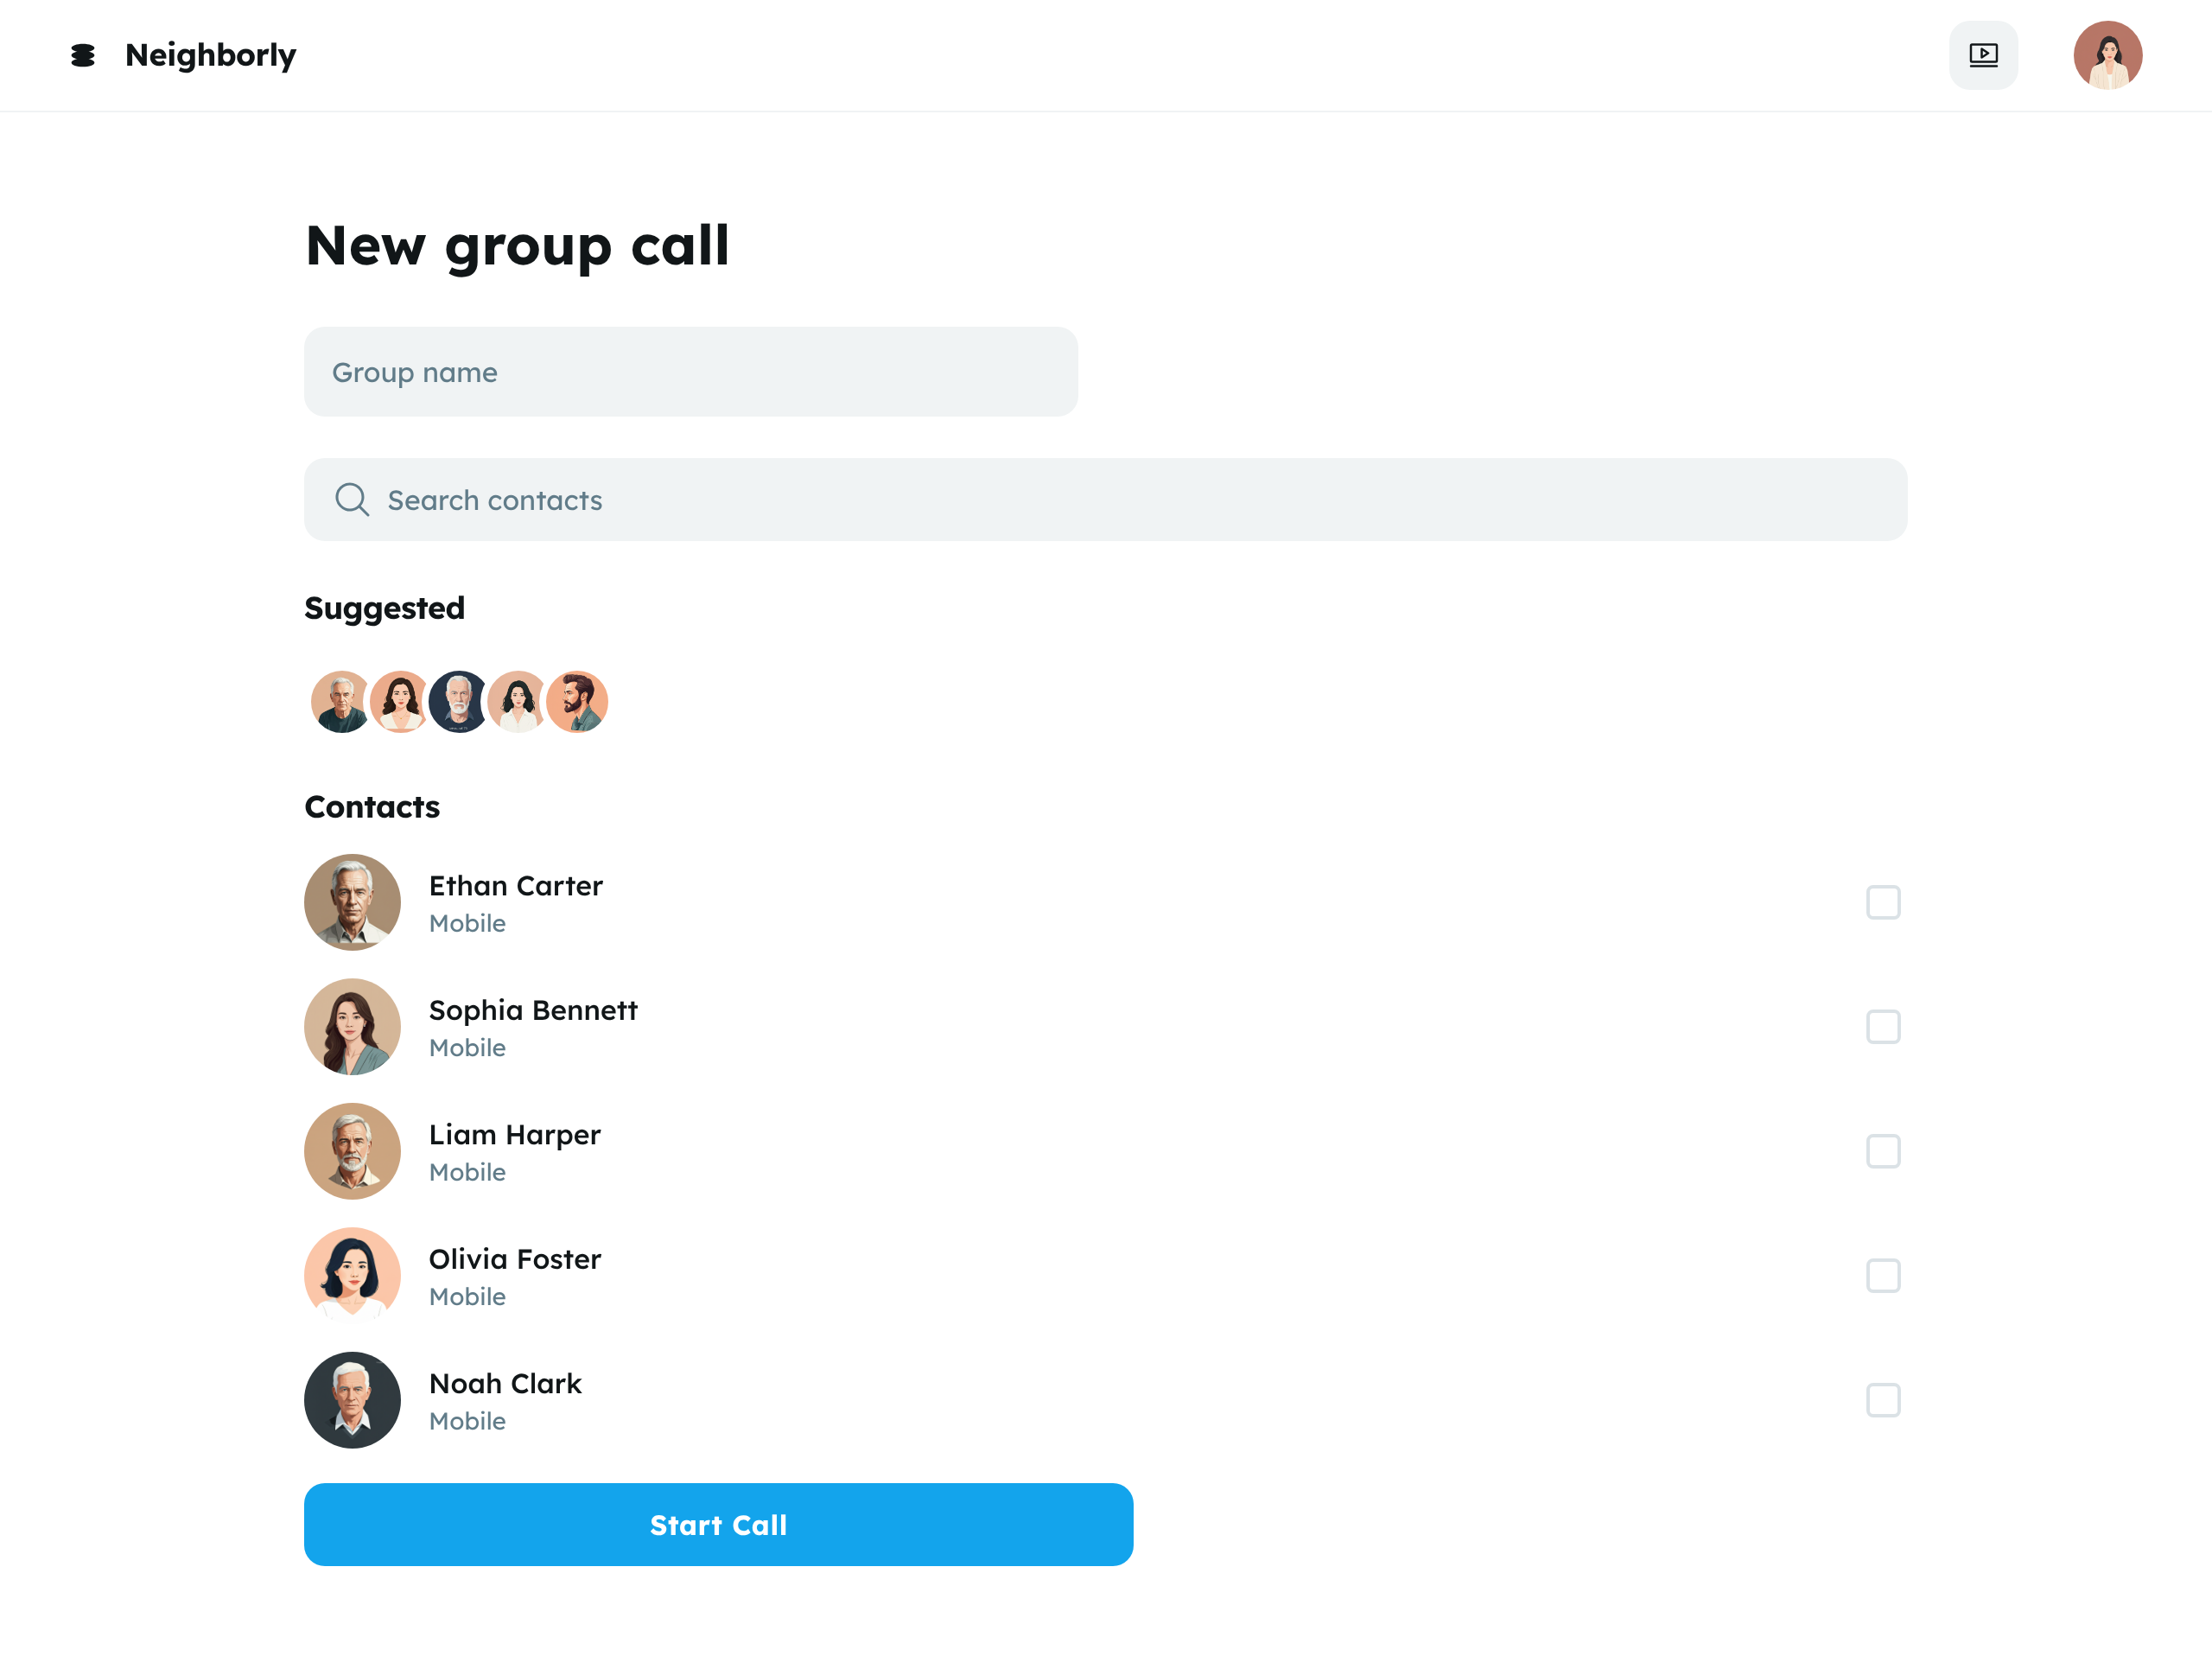 Neighborly
New group call
Group name
Search contacts
Suggested
Contacts
Ethan Carter
Mobile
Sophia Bennett
Mobile
Liam Harper
Mobile
Olivia Foster
Mobile
Noah Clark
Mobile
Start Call